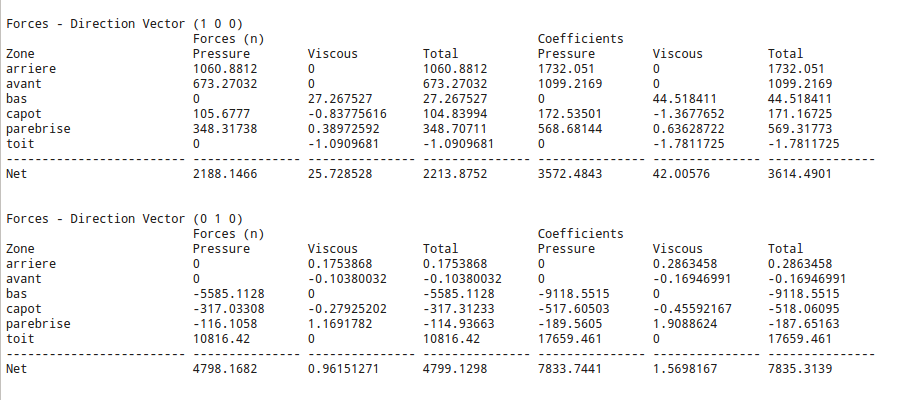 Forces - Direction Vector (1 0 0)
Forces (n) Coefficients
Zone Pressure Viscous Total Pressure Viscous Total
arriere 1060.8812 0 1060.8812 1732.051 0 1732.051
avant 673.27032 0 673.27032 1099.2169 0 1099.2169
bas 0 27.267527 27.267527 0 44.518411 44.518411
capot 105.6777 -0.83775616 104.83994 172.53501 -1.3677652 171.16725
parebrise 348.31738 0.38972592 348.70711 568.68144 0.63628722 569.31773
toit 0 -1.0909681 -1.0909681 0 -1.7811725 -1.7811725
------------------------- --------------- --------------- --------------- --------------- --------------- ---------------
Net 2188.1466 25.728528 2213.8752 3572.4843 42.00576 3614.4901
Forces - Direction Vector (0 1 0)
Forces (n) Coefficients
Zone Pressure Viscous Total Pressure Viscous Total
arriere 0 0.1753868 0.1753868 0 0.2863458 0.2863458
avant 0 -0.10380032 -0.10380032 0 -0.16946991 -0.16946991
bas -5585.1128 0 -5585.1128 -9118.5515 0 -9118.5515
capot -317.03308 -0.27925202 -317.31233 -517.60503 -0.45592167 -518.06095
parebrise -116.1058 1.1691782 -114.93663 -189.5605 1.9088624 -187.65163
toit 10816.42 0 10816.42 17659.461 0 17659.461
------------------------- --------------- --------------- --------------- --------------- --------------- ---------------
Net 4798.1682 0.96151271 4799.1298 7833.7441 1.5698167 7835.3139